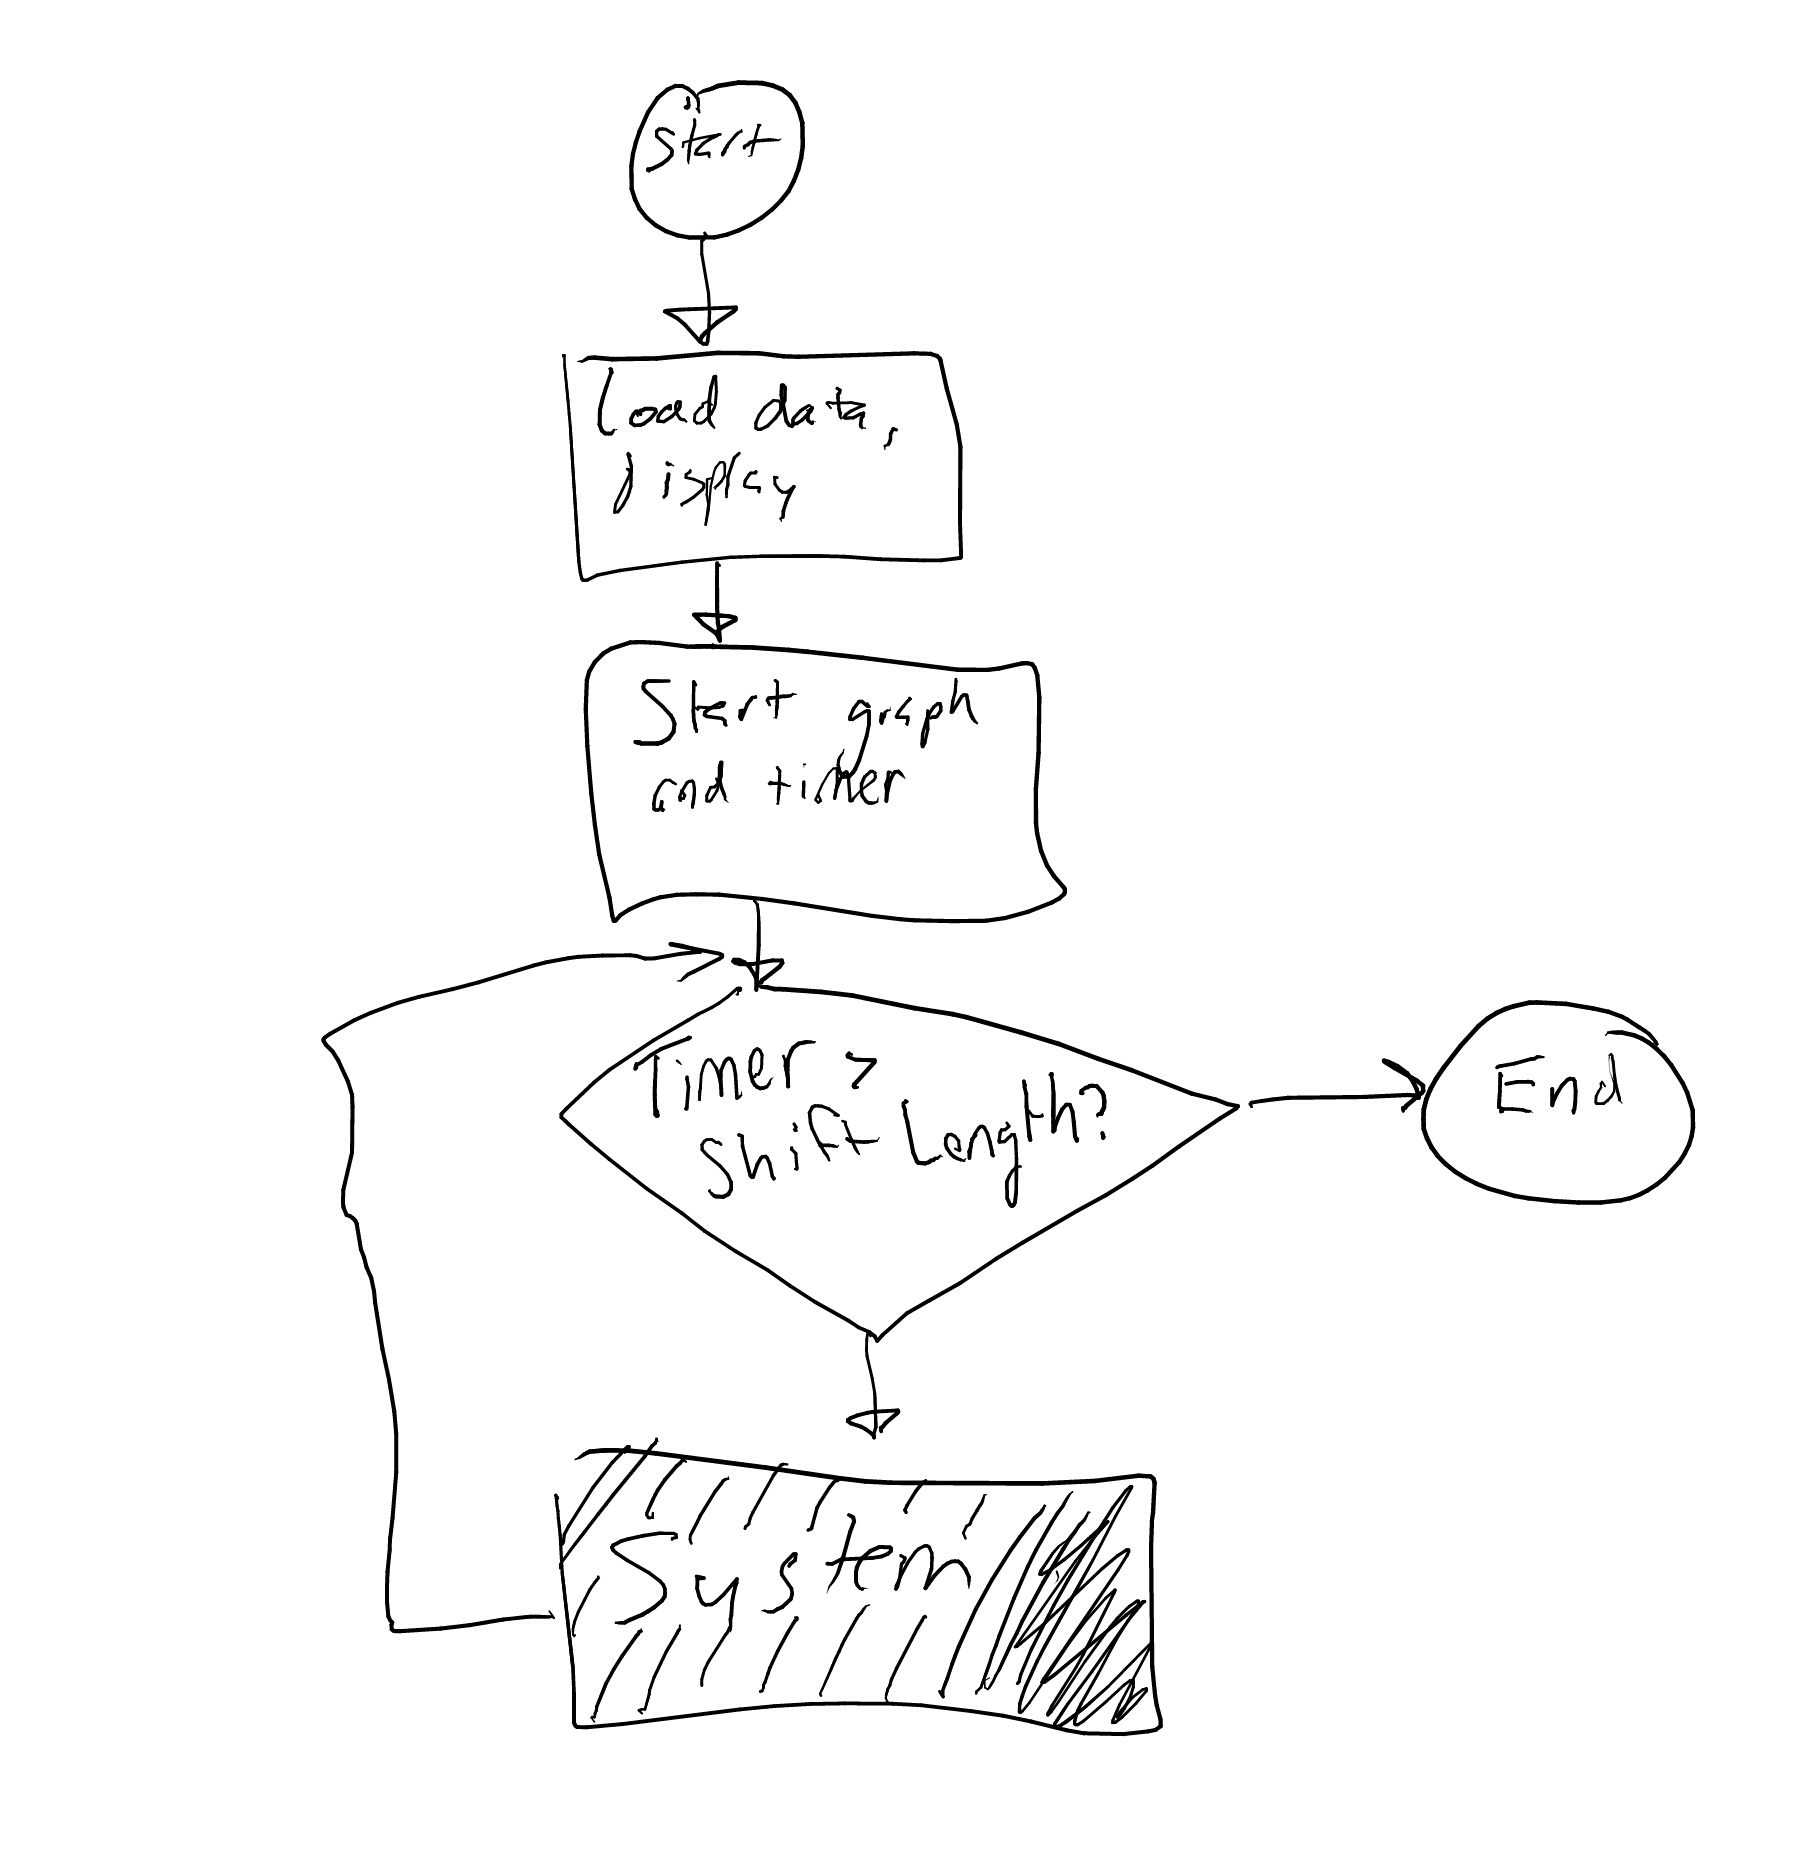 Start
Load data,
display
Start graph
and timer
Timer >
Shift Length?
End
System